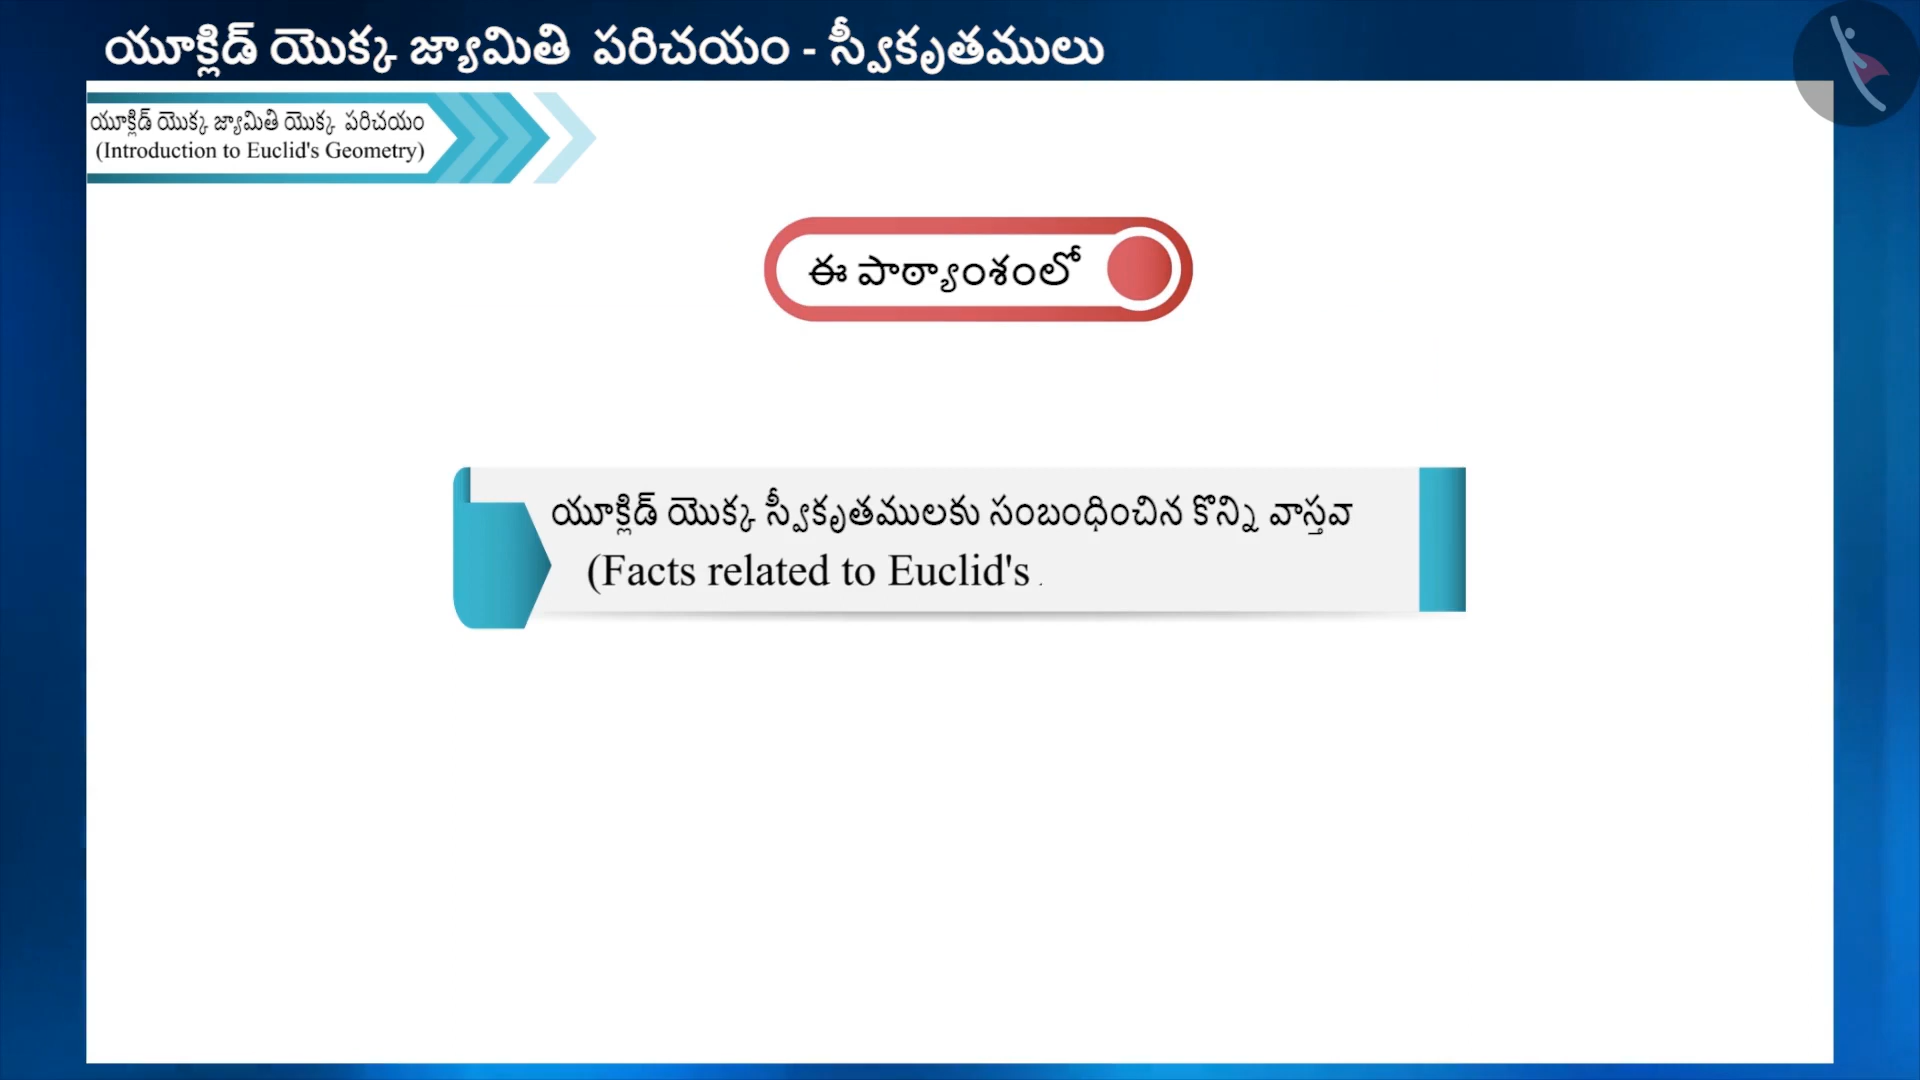 యూక్లిడ్ యొక్క జ్యామితి పరిచయం - స్వీకృతములు
యూక్లిడ్ యొక్క జ్యామితి యొక్క పరిచయం
(Introduction to Euclid's Geometry)
ఈ పాఠ్యాంశంలో
యూక్లిడ్ యొక్క స్వీకృతములకు సంబంధించిన కొన్ని వాస్తవా
(Facts related to Euclid's